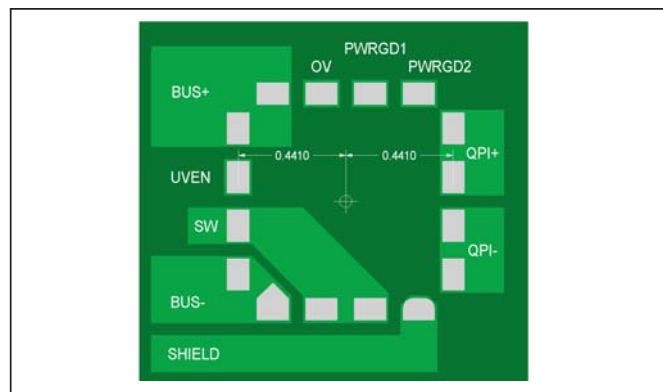 PWRGD1
OV
PWRGD2
BUS+
0.4410
0.4410
QPI+
UVEN
SW
QPI-
BUS-
SHIELD